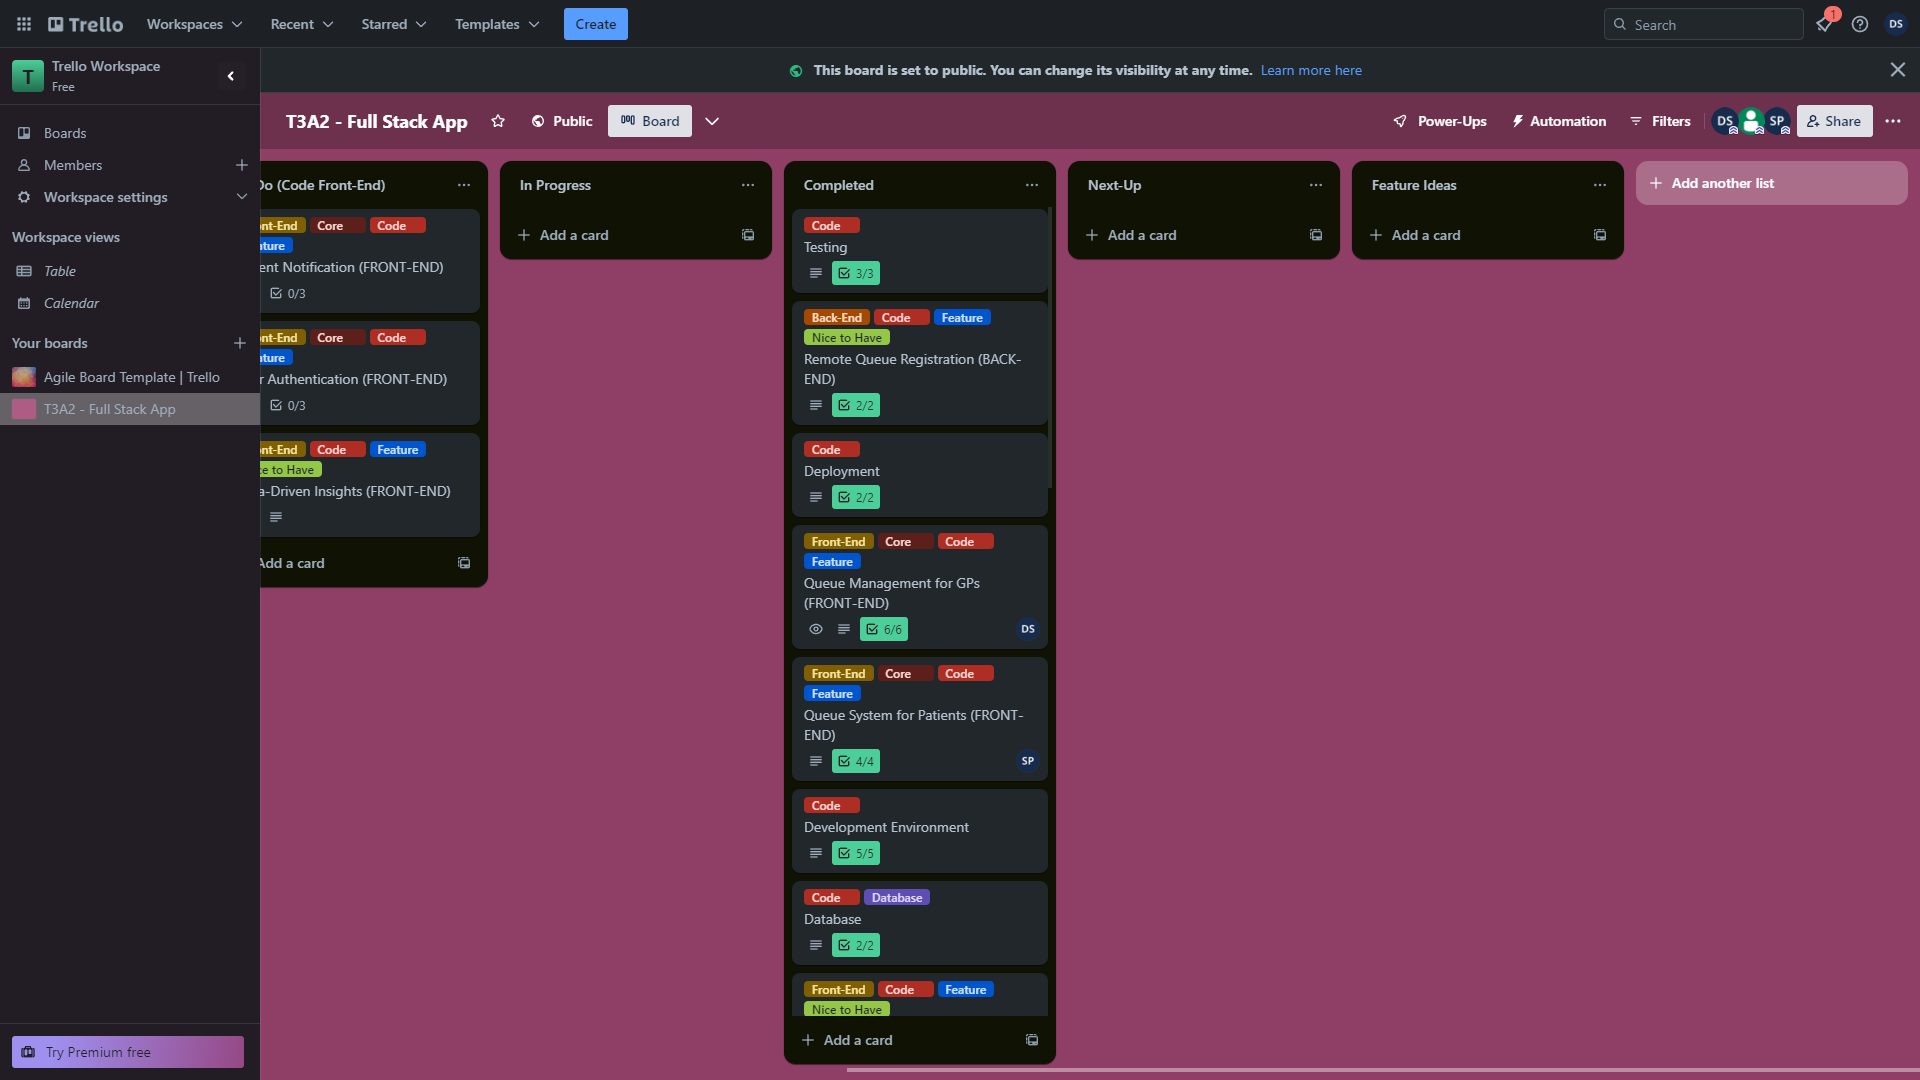 Trello
Workspaces
Recent
Starred
Templates
Create
Search
1
DS
T
Trello Workspace
Free
This board is set to public. You can change its visibility at any time. Learn more here
Boards
Members
Workspace settings
Workspace views
Table
Calendar
Your boards
Agile Board Template | Trello
T3A2 - Full Stack App
Try Premium free
T3A2 - Full Stack App
Public
Board
Power-Ups
Automation
Filters
DS
SP
Share
Do (Code Front-End)
nt-End Core Code
ture
ent Notification (FRONT-END)
0/3
nt-End Core Code
ture
r Authentication (FRONT-END)
0/3
nt-End Code Feature
ce to Have
a-Driven Insights (FRONT-END)
Add a card
In Progress
Add a card
Completed
Code
Testing
3/3
Back-End Code Feature
Nice to Have
Remote Queue Registration (BACK-
END)
2/2
Code
Deployment
2/2
Front-End Core Code
Feature
Queue Management for GPs
(FRONT-END)
6/6
DS
Front-End Core Code
Feature
Queue System for Patients (FRONT-
END)
4/4
SP
Code
Development Environment
5/5
Code Database
Database
2/2
Front-End Code Feature
Nice to Have
Add a card
Next-Up
Add a card
Feature Ideas
Add a card
Add another list